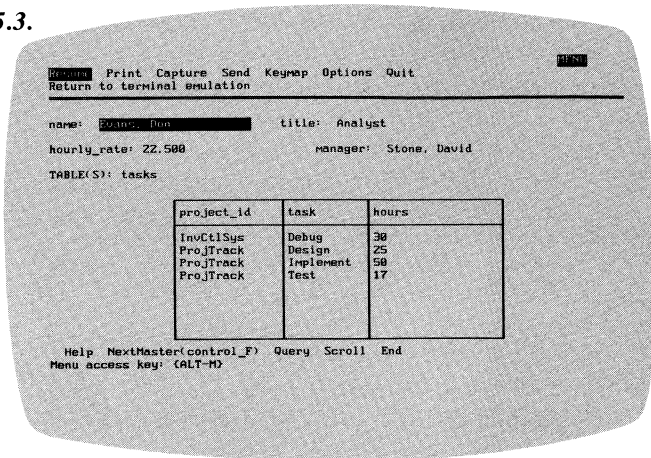 5.3.
MENU
Resume Print Capture Send Keymap Options Quit
Return to terminal emulation
name: Evans, Don title: Analyst
hourly_rate: 22.500 manager: Stone, David
TABLE(S): tasks
project_id task hours
InvCtlSys Debug 30
ProjTrack Design 25
ProjTrack Implement 50
ProjTrack Test 17
Help NextMaster(control_F) Query Scroll End
Menu access key: {ALT-M}